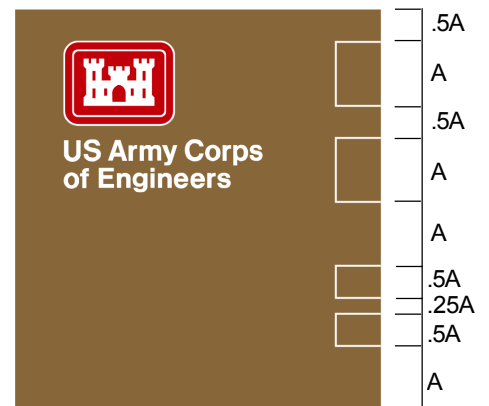 US Army Corps
of Engineers
.5A
A
.5A
A
A
.5A
.25A
.5A
A